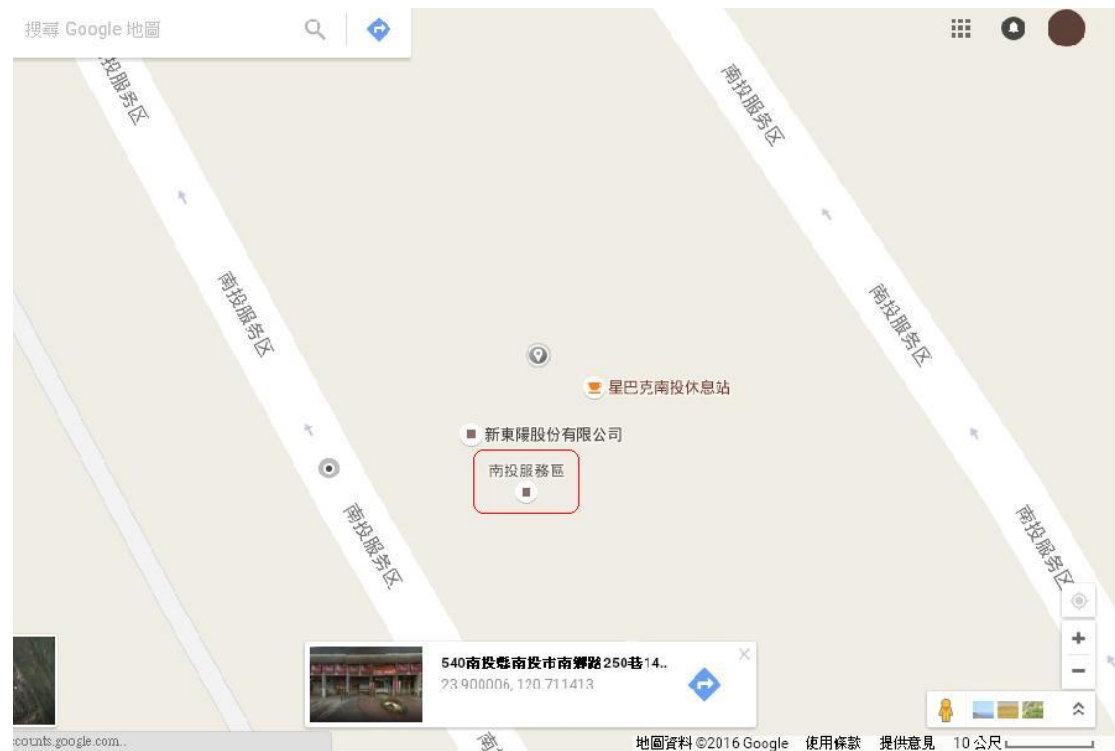 搜尋 Google 地圖
南投服务区
南投服务区
南投服务区
南投服务区
星巴克南投休息站
新東陽股份有限公司
南投服務區
南投服务区
南投服务区
540南投縣南投市南鄉路250巷14..
23.900006, 120.711413
南
counts.google.com..
地圖資料 ©2016 Google 使用條款 提供意見 10 公尺